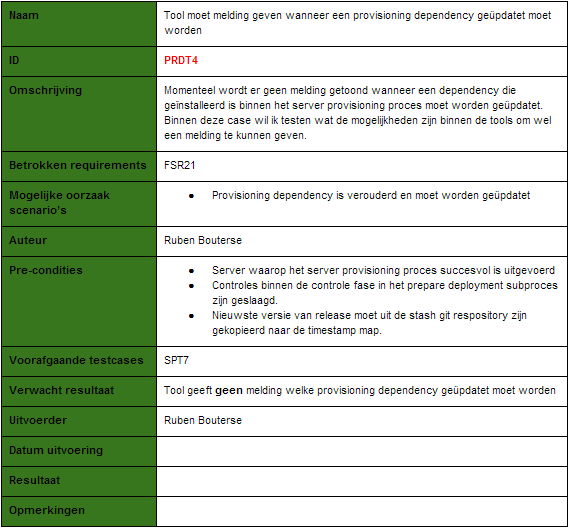 Naam
Tool moet melding geven wanneer een provisioning dependency geüpdatet moet
worden
ID
PRDT4
Omschrijving
Momenteel wordt er geen melding getoond wanneer een dependency die
geïnstalleerd is binnen het server provisioning proces moet worden geüpdatet.
Binnen deze case wil ik testen wat de mogelijkheden zijn binnen de tools om wel
een melding te kunnen geven.
Betrokken requirements
FSR21
Mogelijke oorzaak
scenario's
● Provisioning dependency is verouderd en moet worden geüpdatet
Auteur
Ruben Bouterse
Pre-condities
● Server waarop het server provisioning proces succesvol is uitgevoerd
● Controles binnen de controle fase in het prepare deployment subproces
zijn geslaagd.
● Nieuwste versie van release moet uit de stash git respository zijn
gekopieerd naar de timestamp map.
Voorafgaande testcases
SPT7
Verwacht resultaat
Tool geeft geen melding welke provisioning dependency geüpdatet moet worden
Uitvoerder
Ruben Bouterse
Datum uitvoering
Resultaat
Opmerkingen